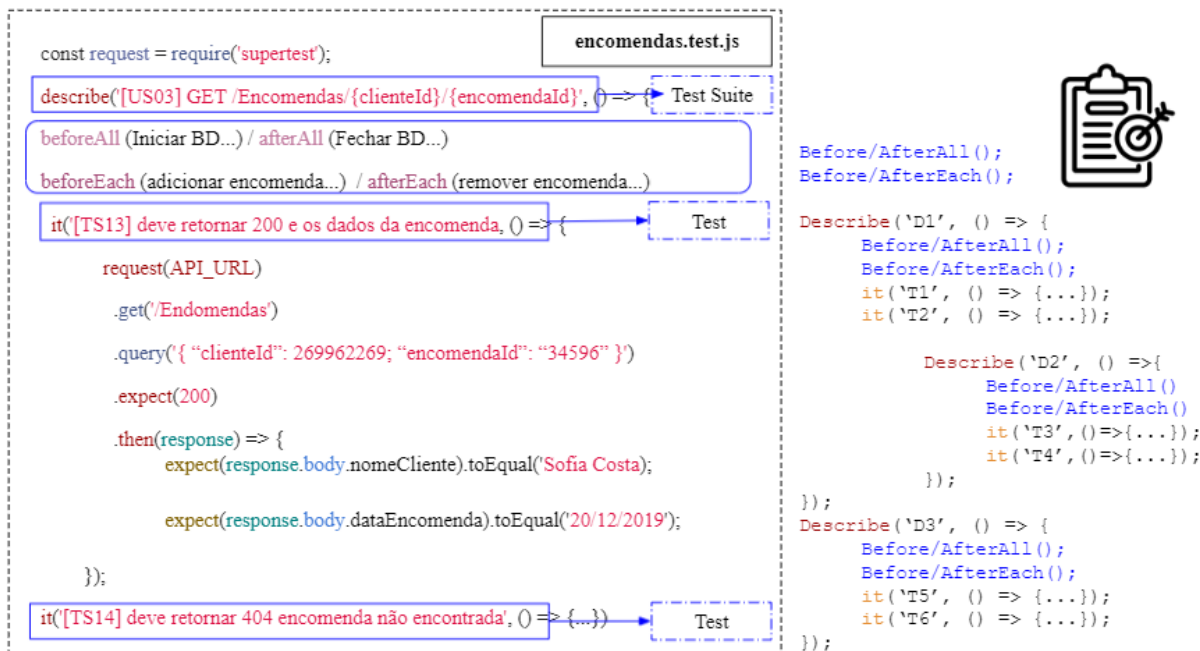 encomendas.test.js
const request = require('supertest');
describe('[US03] GET /Encomendas/{clienteId}/{encomendaId}', () => {
Test Suite
beforeAll (Iniciar BD...) / afterAll (Fechar BD...)
beforeEach (adicionar encomenda...) / afterEach (remover encomenda...)
it('[TS13] deve retornar 200 e os dados da encomenda, () => {
Test
request(API_URL)
.get('/Endomendas')
.query('{ “clienteId”: 269962269; “encomendaId”: “34596” }')
.expect(200)
.then(response) => {
expect(response.body.nomeCliente).toEqual('Sofia Costa);
expect(response.body.dataEncomenda).toEqual('20/12/2019');
});
it('[TS14] deve retornar 404 encomenda não encontrada', () => {...})
Test
Before/AfterAll();
Before/AfterEach();
Describe(‘D1’, () => {
Before/AfterAll();
Before/AfterEach();
it(‘T1’, () => {...});
it(‘T2’, () => {...});
Describe(‘D2’, () =>{
Before/AfterAll()
Before/AfterEach()
it(‘T3’,()=>{...});
it(‘T4’,()=>{...});
});
});
Describe(‘D3’, () => {
Before/AfterAll();
Before/AfterEach();
it(‘T5’, () => {...});
it(‘T6’, () => {...});
});